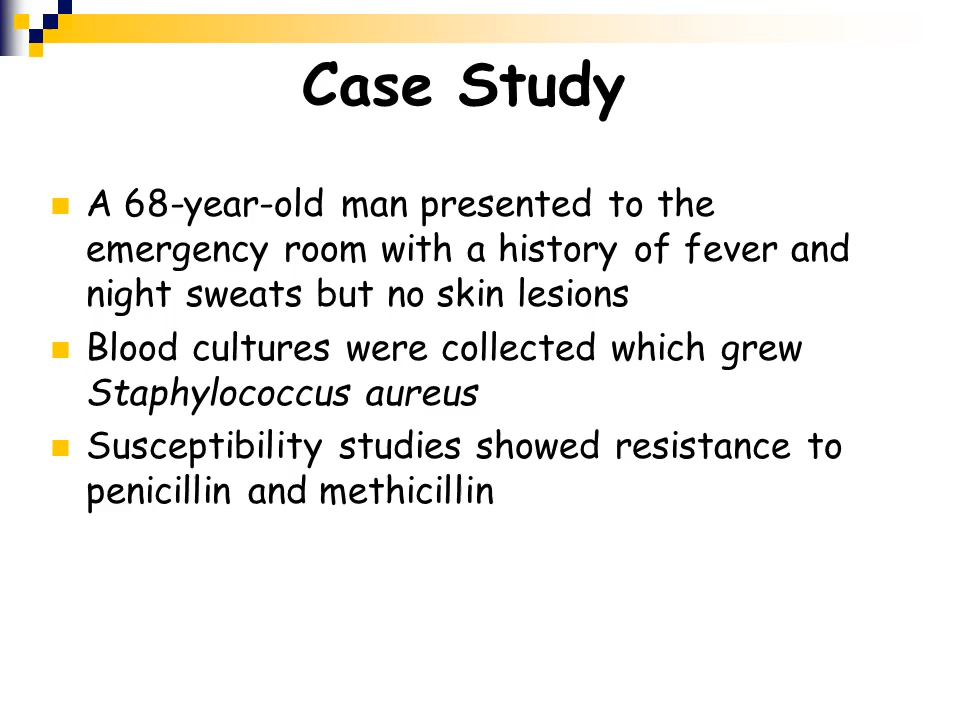 Case Study
A 68-year-old man presented to the
emergency room with a history of fever and
night sweats but no skin lesions
Blood cultures were collected which grew
Staphylococcus aureus
Susceptibility studies showed resistance to
penicillin and methicillin